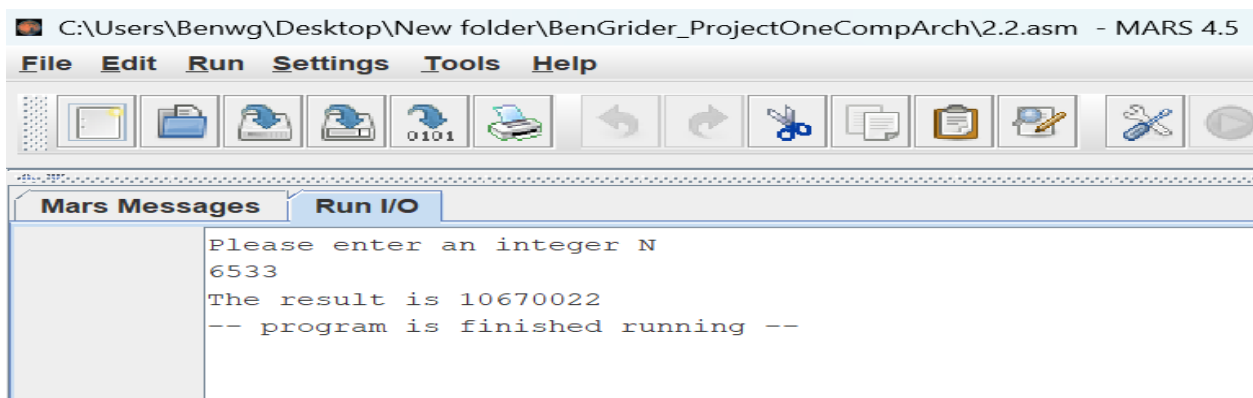 C:\Users\Benwg\Desktop\New folder\BenGrider_ProjectOneCompArch\2.2.asm - MARS 4.5
File Edit Run Settings Tools Help
0101
Mars Messages Run I/O
Please enter an integer N
6533
The result is 10670022
-- program is finished running --